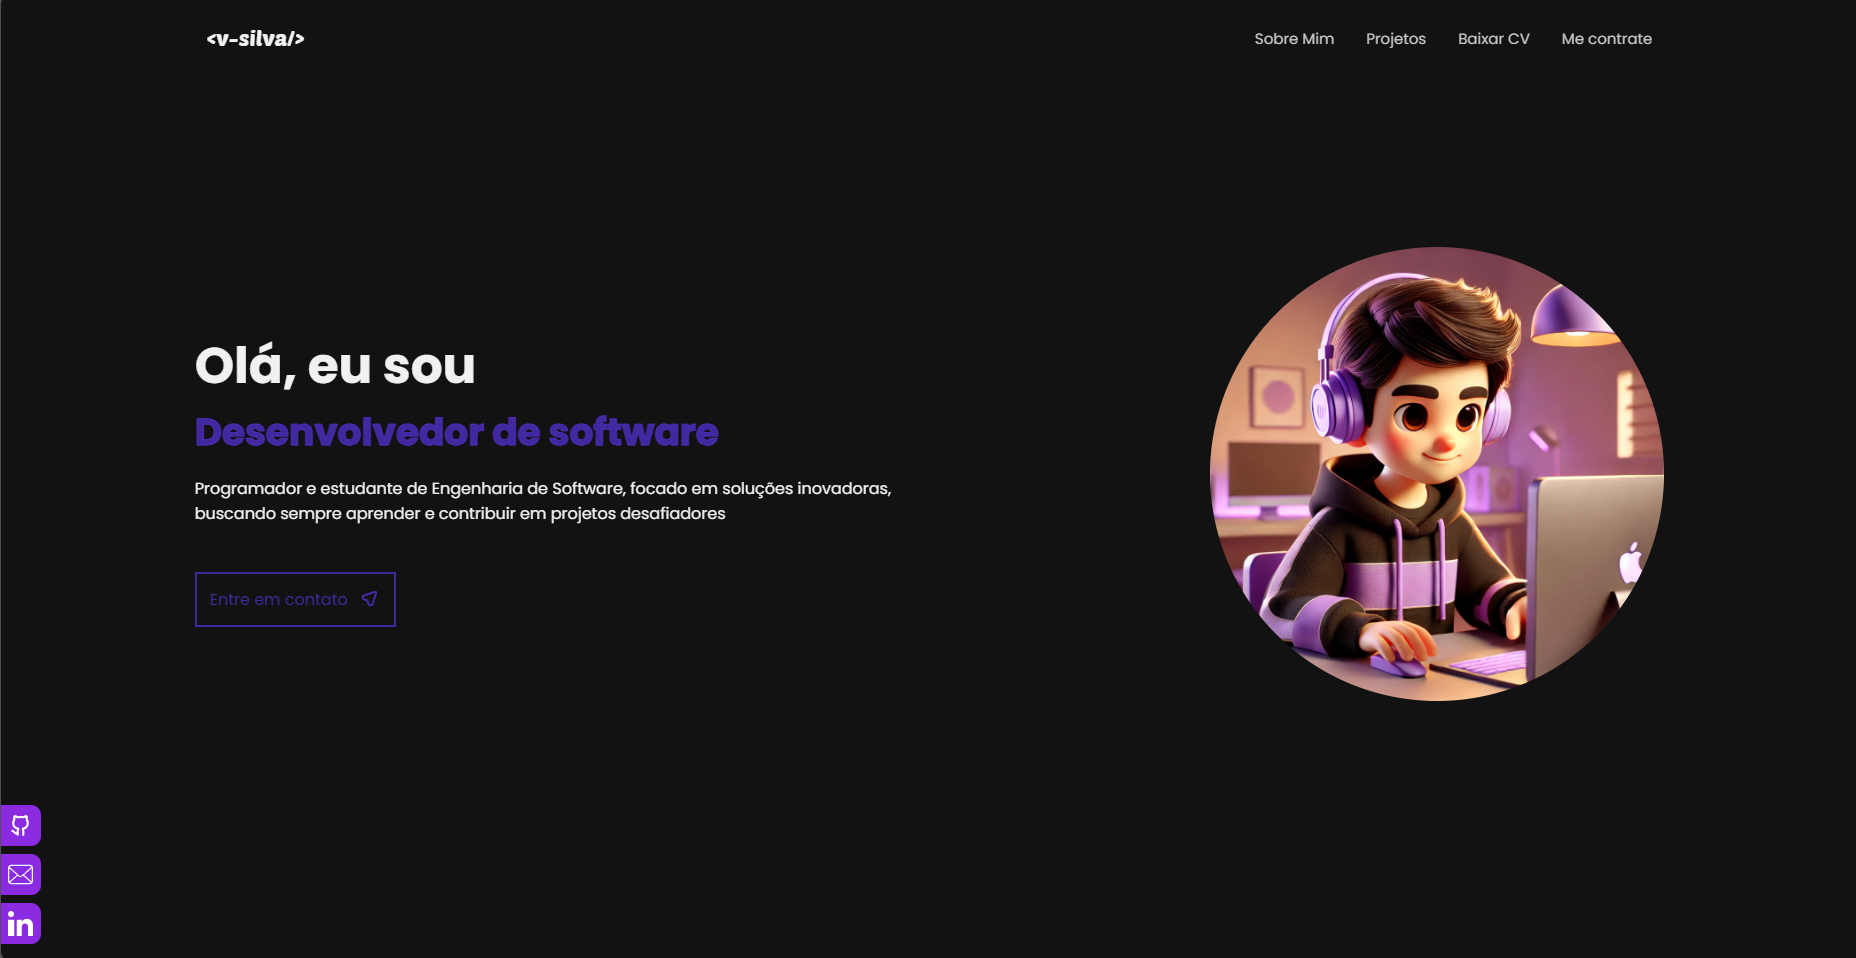 <v-silva/>
Sobre Mim
Projetos
Baixar CV
Me contrate
Olá, eu sou
Desenvolvedor de software
Programador e estudante de Engenharia de Software, focado em soluções inovadoras,
buscando sempre aprender e contribuir em projetos desafiadores
Entre em contato
in